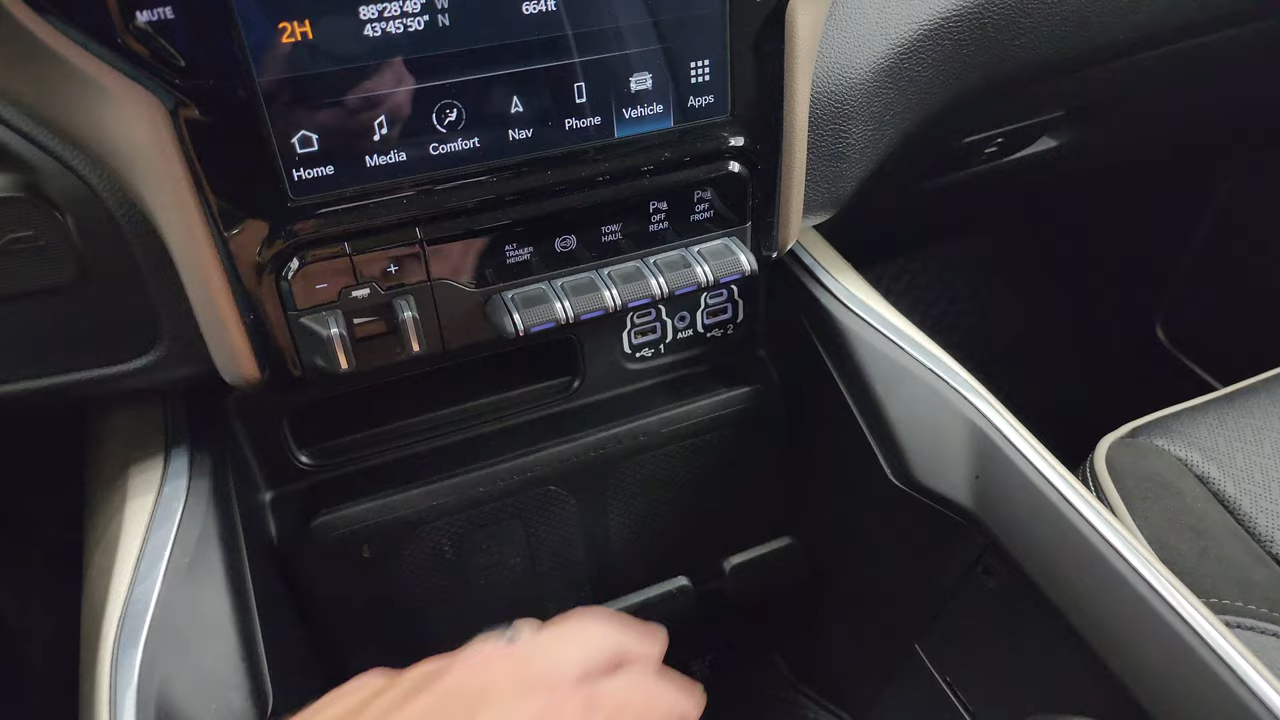 MUTE
2H
88°28'49" W
43°45'50" N
664ft
Home
Media
Comfort
Nav
Phone
Vehicle
Apps
ALT
TRAILER
HEIGHT
TOW/
HAUL
P
OFF
REAR
P
OFF
FRONT
−
+
1
AUX
2